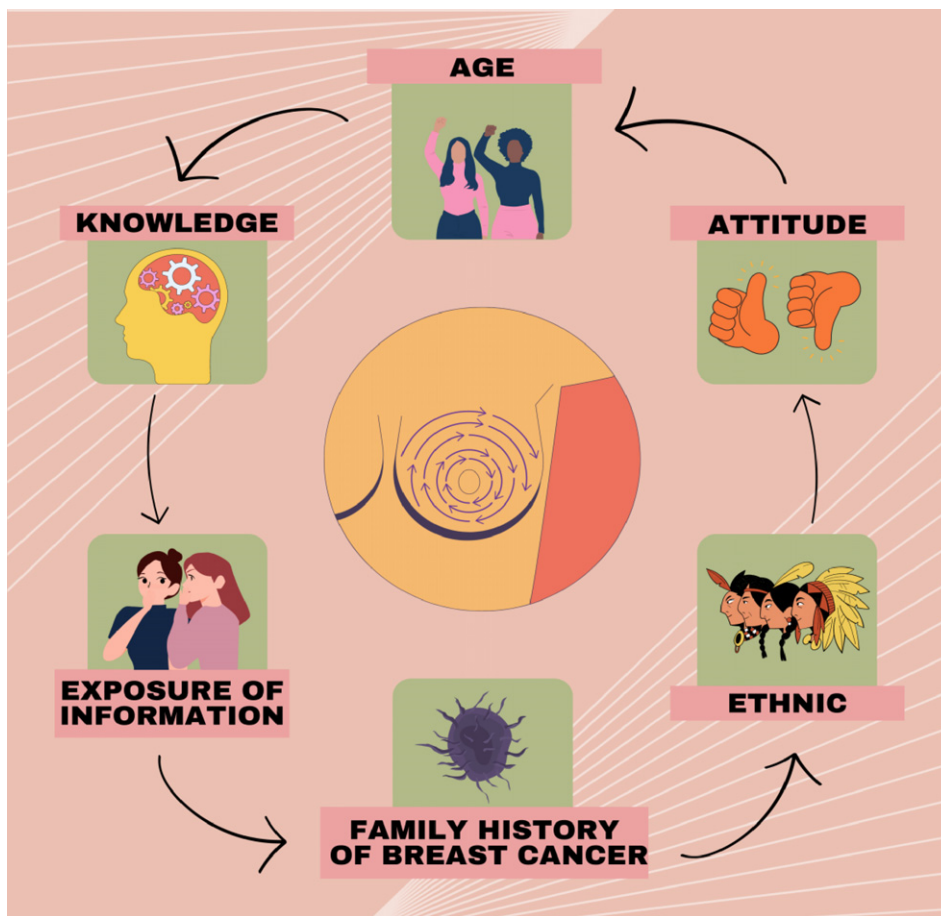 AGE
KNOWLEDGE
ATTITUDE
EXPOSURE OF
INFORMATION
ETHNIC
FAMILY HISTORY
OF BREAST CANCER